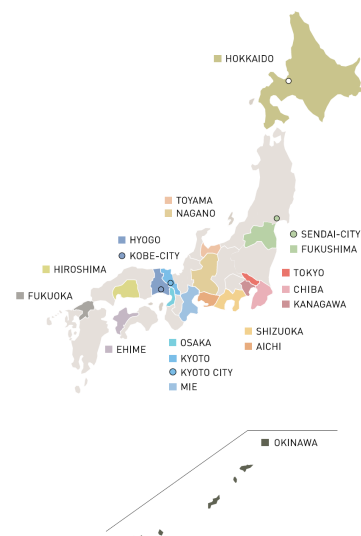 HOKKAIDO
TOYAMA
NAGANO
SENDAI-CITY
HYOGO
FUKUSHIMA
KOBE-CITY
HIROSHIMA
TOKYO
CHIBA
FUKUOKA
KANAGAWA
SHIZUOKA
OSAKA
AICHI
EHIME
KYOTO
KYOTO CITY
MIE
OKINAWA